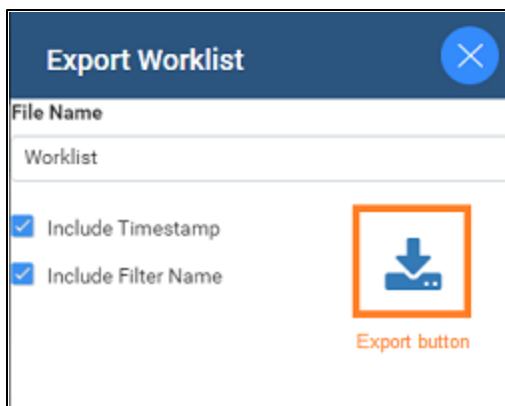 Export Worklist
File Name
Worklist
Include Timestamp
Include Filter Name
Export button